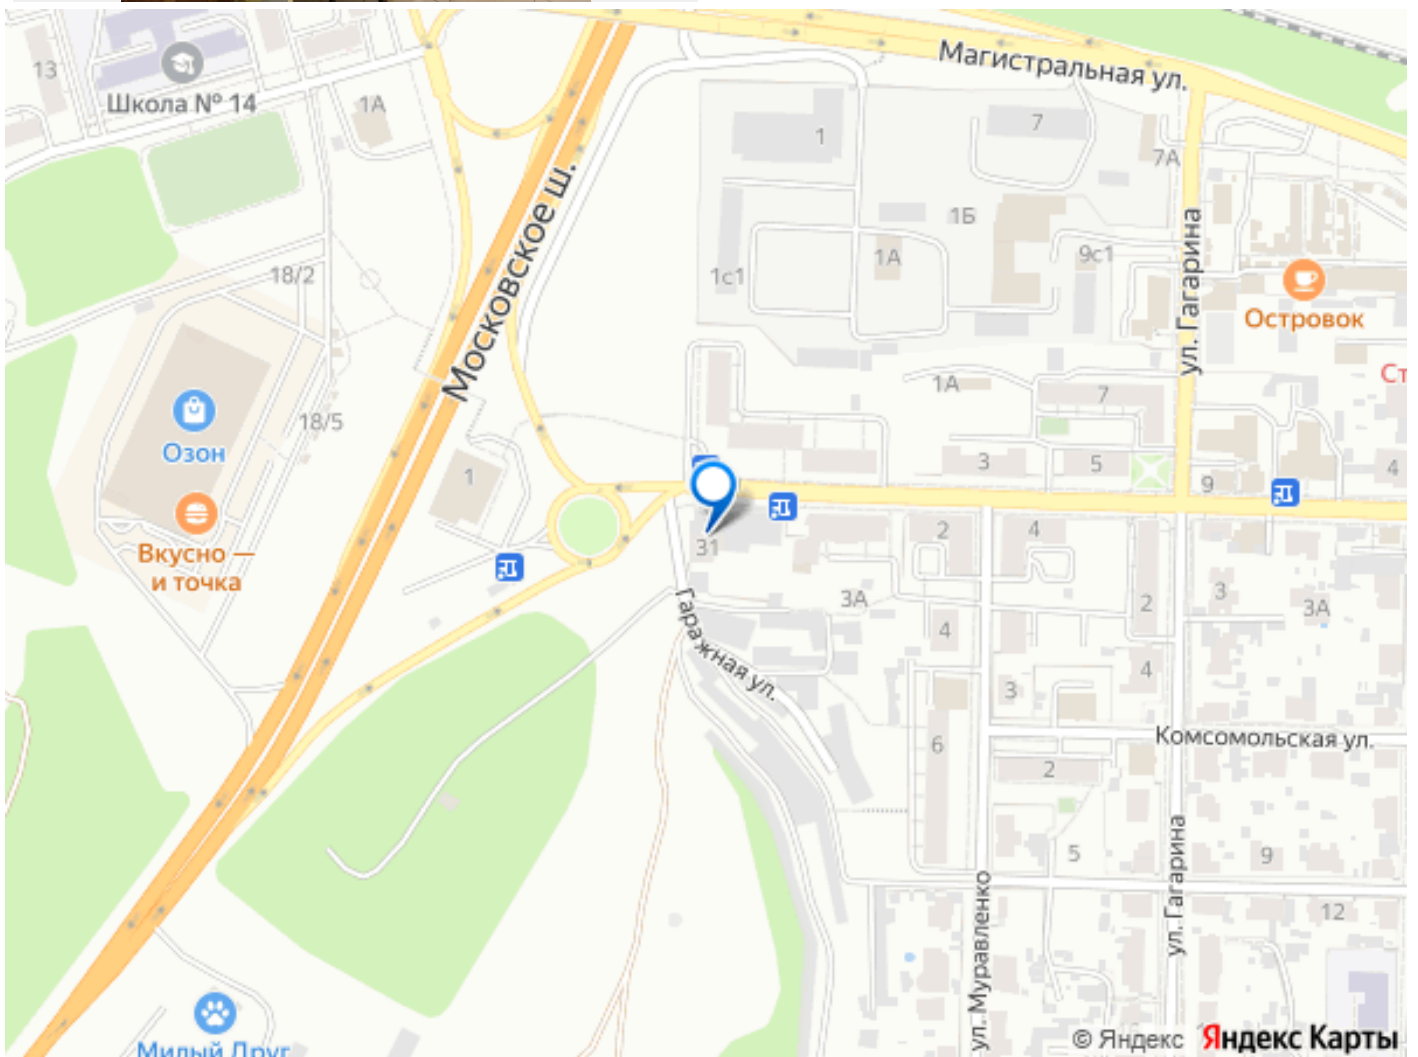 Магистральная ул.
13
Школа № 14
1А
1
7
7А
Московское ш.
1Б
ул. Гагарина
1с1
1А
9с1
18/2
Островок
Ст
1А
7
Озон
18/5
1
3
5
9
4
Вкусно —
и точка
31
2
4
3А
2
3
3А
Гаражная ул.
4
4
3
6
Комсомольская ул.
2
5
9
ул. Муравленко
ул. Гагарина
12
Милый Друг
© Яндекс Яндекс Карты